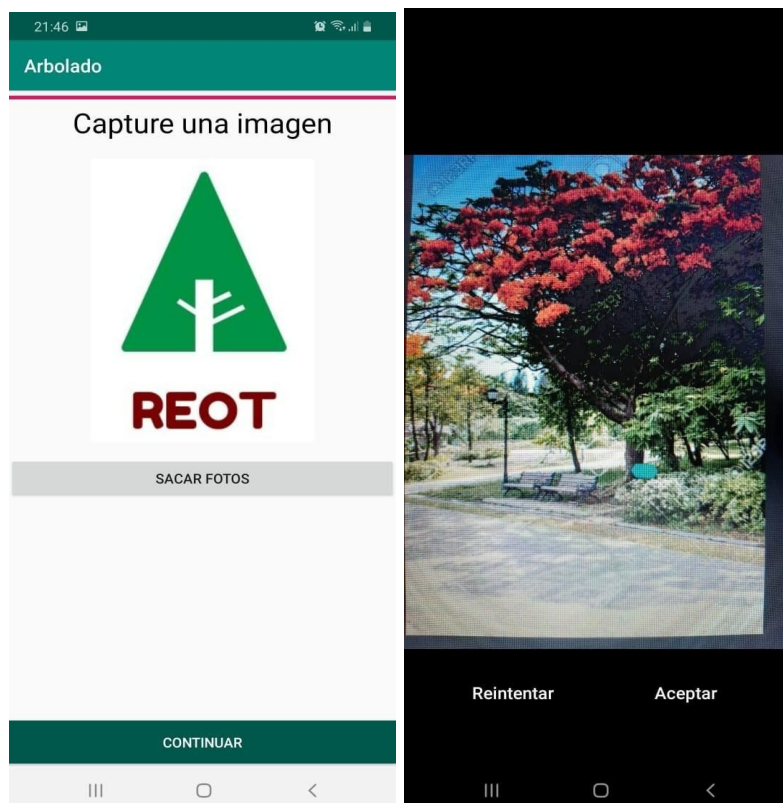 21:46
Arbolado
Capture una imagen
REOT
SACAR FOTOS
CONTINUAR
Reintentar
Aceptar